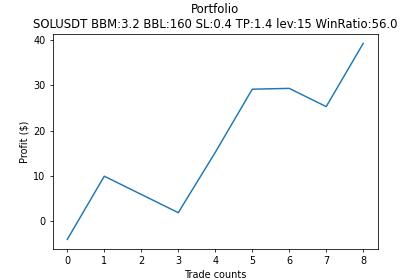 Portfolio
SOLUSDT BBM:3.2 BBL:160 SL:0.4 TP:1.4 lev:15 WinRatio:56.0
40
30
20
10
0
Profit ($)
0 1 2 3 4 5 6 7 8
Trade counts